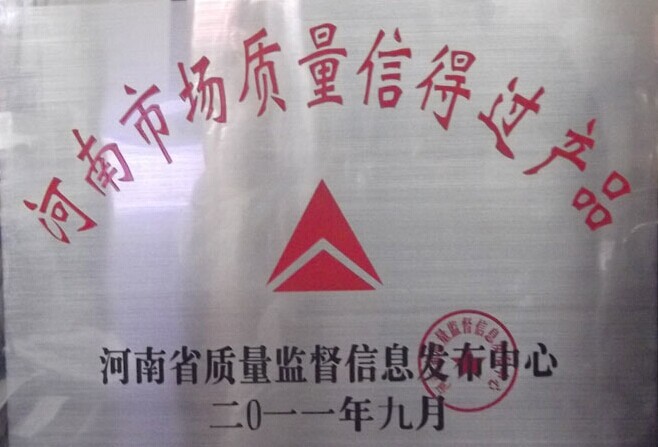 河南市场质量信得过产品
河南省质量监督信息发布中心
二0一一年九月